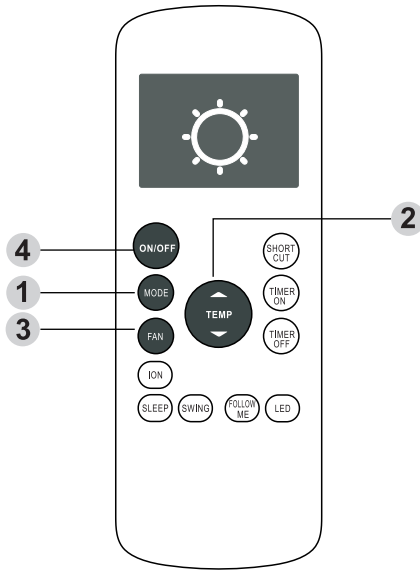 2
4
ON/OFF
SHORT
CUT
1
MODE
TEMP
TIMER
ON
3
FAN
TIMER
OFF
ION
SLEEP
SWING
FOLLOW
ME
LED